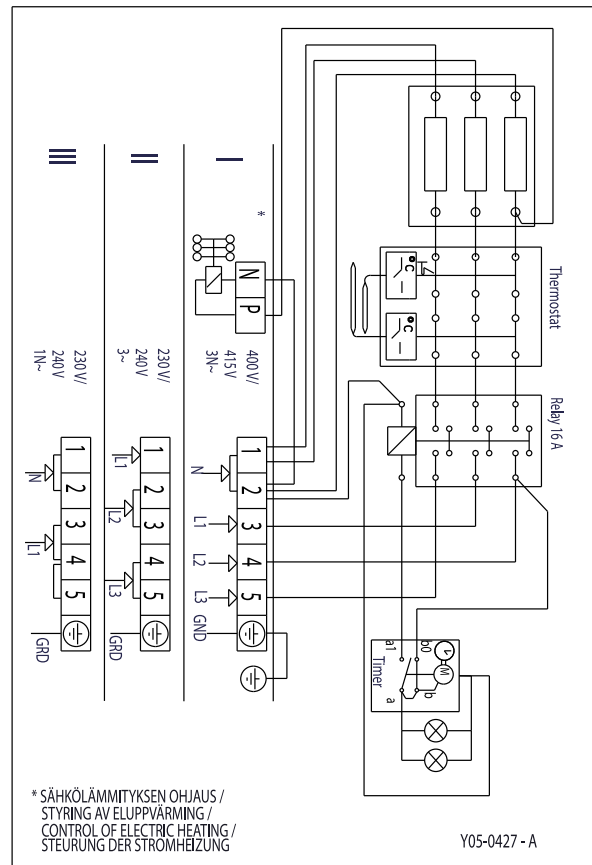 N
P
*
400 V/
415 V
3N~
230 V/
240 V
3~
230 V/
240 V
1N~
1
2
3
4
5
N
L1
L2
L3
GND
1
2
3
4
5
L1
L2
L3
GRD
1
2
3
4
5
N
L1
GRD
°C
°C
Thermostat
Relay 16 A
a1
b0
a
b
M
Timer
* SÄHKÖLÄMMITYKSEN OHJAUS /
STYRING AV ELUPPVÄRMING /
CONTROL OF ELECTRIC HEATING /
STEURUNG DER STROMHEIZUNG
Y05-0427 - A